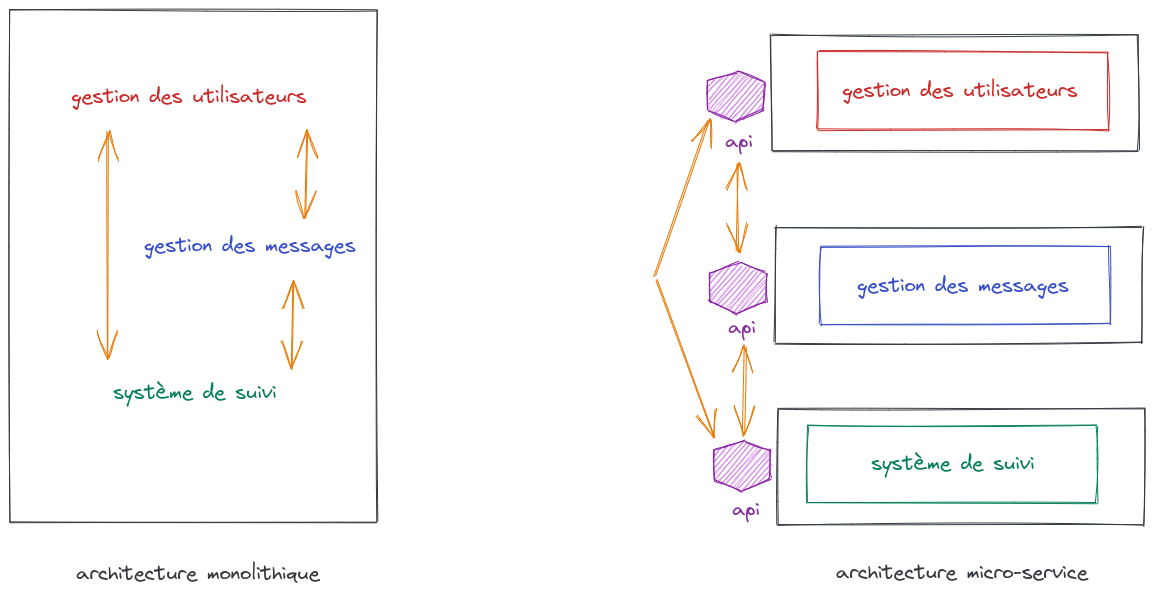 gestion des utilisateurs
gestion des messages
système de suivi
architecture monolithique
gestion des utilisateurs
api
gestion des messages
api
système de suivi
api
architecture micro-service